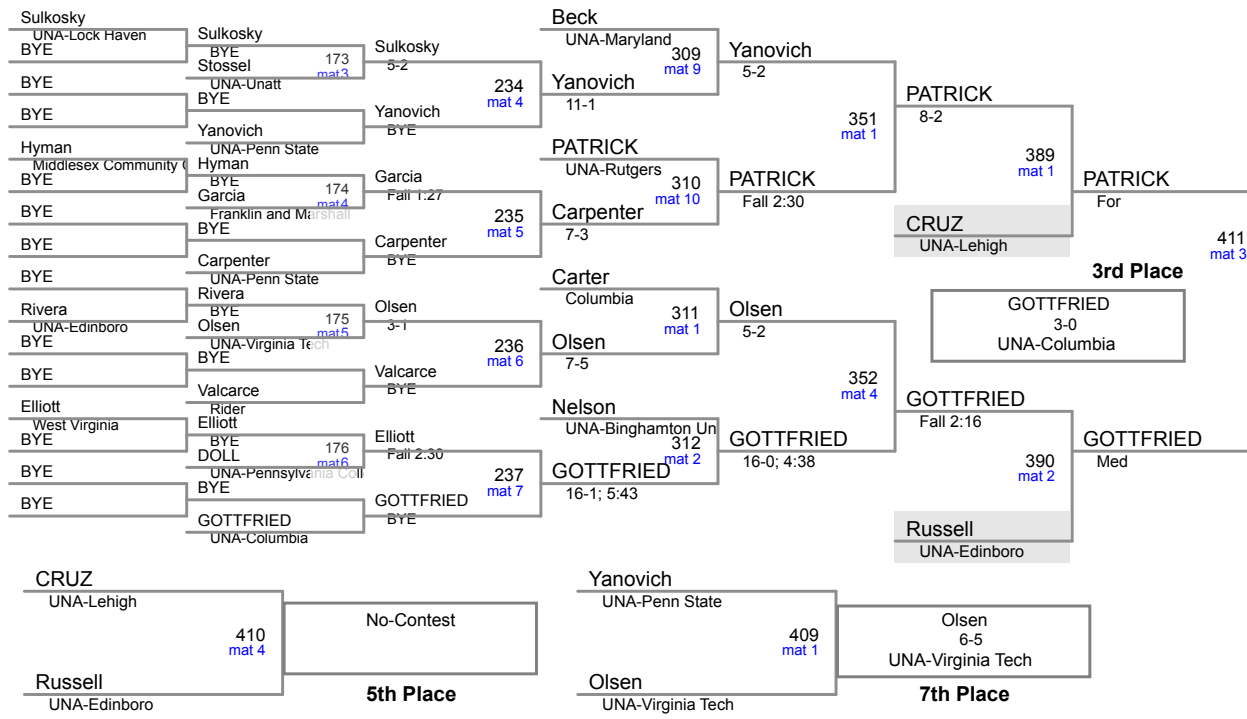 Sulkosky
UNA-Lock Haven
BYE
BYE
BYE
Hyman
Middlesex Community
BYE
BYE
BYE
BYE
Rivera
UNA-Edinboro
BYE
BYE
Elliott
West Virginia
BYE
BYE
BYE
Sulkosky
BYE
173
mat 3
Stossel
UNA-Unatt
BYE
Yanovich
UNA-Penn State
Hyman
BYE
174
mat 4
Garcia
Franklin and Marshall
BYE
Carpenter
UNA-Penn State
Rivera
BYE
175
mat 5
Olsen
UNA-Virginia Tech
BYE
Valcarce
Rider
Elliott
BYE
176
mat 6
DOLL
UNA-Pennsylvania Coll
BYE
GOTTFRIED
UNA-Columbia
Sulkosky
5-2
234
mat 4
Yanovich
BYE
Garcia
Fall 1:27
235
mat 5
Carpenter
BYE
Olsen
3-1
236
mat 6
Valcarce
BYE
Elliott
Fall 2:30
237
mat 7
GOTTFRIED
BYE
Beck
UNA-Maryland
309
mat 9
Yanovich
11-1
PATRICK
UNA-Rutgers
310
mat 10
Carpenter
7-3
Carter
Columbia
311
mat 1
Olsen
7-5
Nelson
UNA-Binghamton Un
312
mat 2
GOTTFRIED
16-1; 5:43
Yanovich
5-2
351
mat 1
PATRICK
Fall 2:30
Olsen
5-2
352
mat 4
GOTTFRIED
16-0; 4:38
PATRICK
8-2
389
mat 1
CRUZ
UNA-Lehigh
GOTTFRIED
Fall 2:16
390
mat 2
Russell
UNA-Edinboro
PATRICK
For
411
mat 3
3rd Place
GOTTFRIED
3-0
UNA-Columbia
GOTTFRIED
Med
CRUZ
UNA-Lehigh
410
mat 4
Russell
UNA-Edinboro
No-Contest
5th Place
Yanovich
UNA-Penn State
409
mat 1
Olsen
UNA-Virginia Tech
Olsen
6-5
UNA-Virginia Tech
7th Place